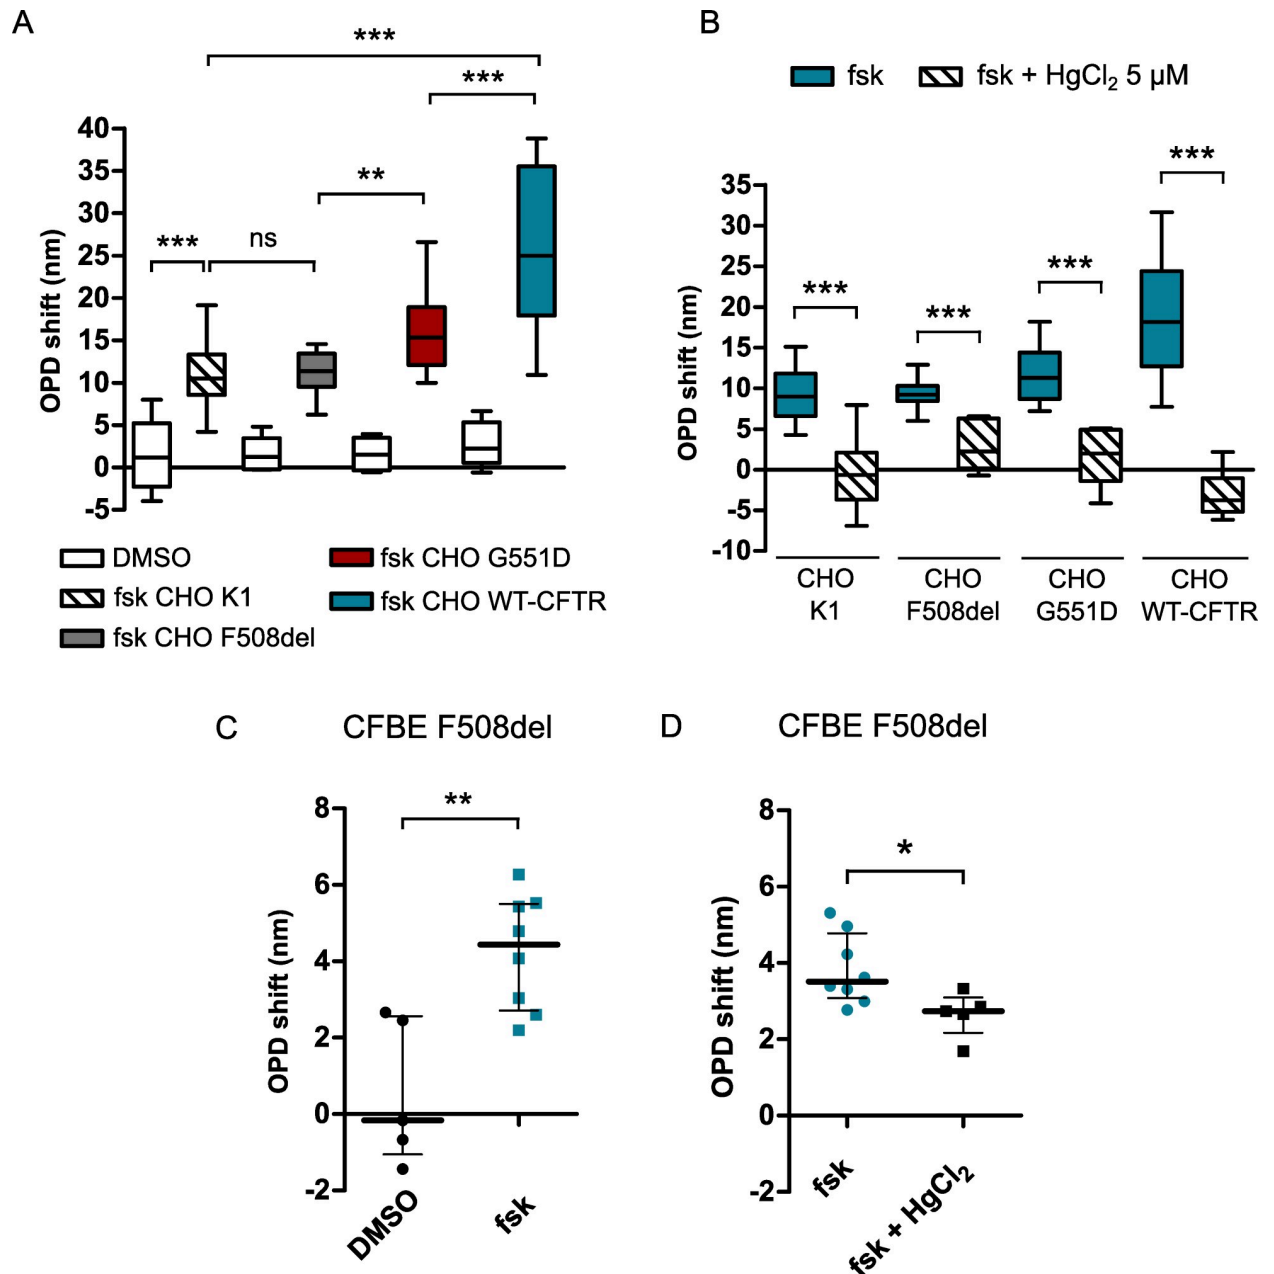 A
***
***
**
***
ns
40
35
30
25
20
15
10
5
0
-5
OPD shift (nm)
DMSO
fsk CHO K1
fsk CHO F508del
fsk CHO G551D
fsk CHO WT-CFTR
B
fsk
fsk + HgCl₂ 5 µM
***
***
***
***
35
30
25
20
15
10
5
0
-5
-10
OPD shift (nm)
CHO
K1
CHO
F508del
CHO
G551D
CHO
WT-CFTR
C
CFBE F508del
**
8
6
4
2
0
-2
OPD shift (nm)
DMSO
fsk
D
CFBE F508del
*
8
6
4
2
0
-2
OPD shift (nm)
fsk
fsk + HgCl₂